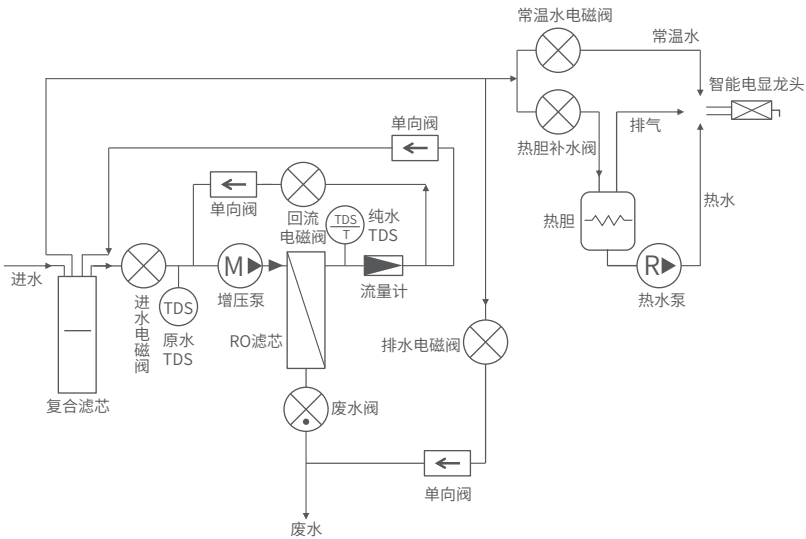 常温水电磁阀
常温水
智能电显龙头
单向阀
排气
热胆补水阀
单向阀
回流
电磁阀
TDS
T
纯水
TDS
热胆
热水
进水
M
R
增压泵
流量计
热水泵
进水电磁阀
TDS
原水
TDS
RO滤芯
排水电磁阀
复合滤芯
废水阀
单向阀
废水